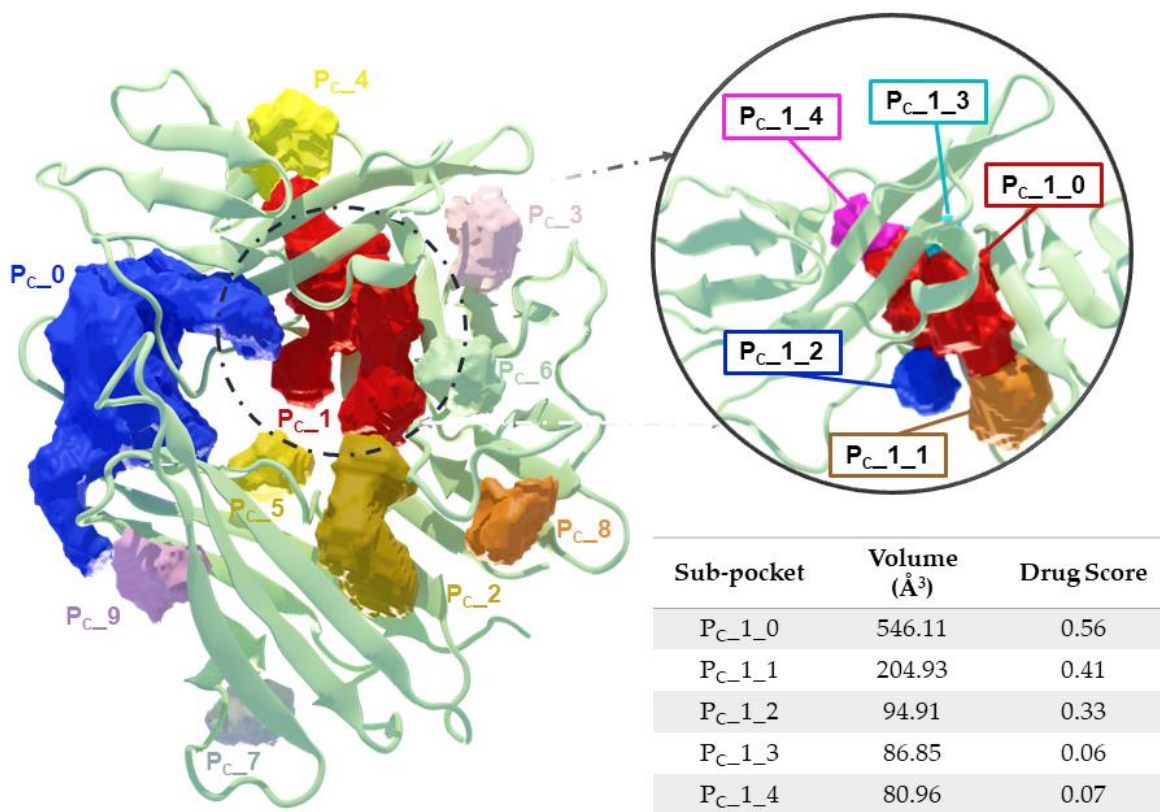 P_C_4
P_C_3
P_C_0
P_C_6
P_C_1
P_C_5
P_C_8
P_C_2
P_C_9
P_C_7
P_C_1_3
P_C_1_4
P_C_1_0
P_C_1_2
P_C_1_1
Sub-pocket Volume (Å³) Drug Score
P_C_1_0 546.11 0.56
P_C_1_1 204.93 0.41
P_C_1_2 94.91 0.33
P_C_1_3 86.85 0.06
P_C_1_4 80.96 0.07